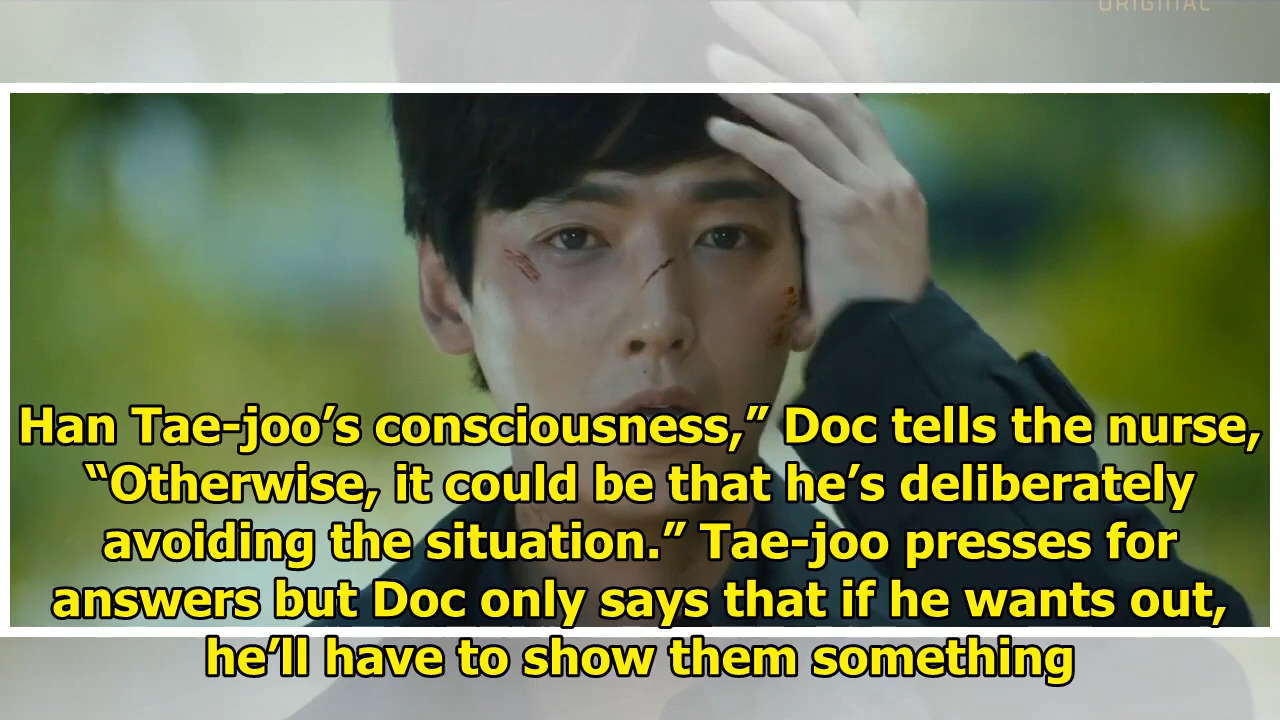 ORIGINAL
Han Tae-joo’s consciousness,” Doc tells the nurse,
“Otherwise, it could be that he’s deliberately
avoiding the situation.” Tae-joo presses for
answers but Doc only says that if he wants out,
he’ll have to show them something